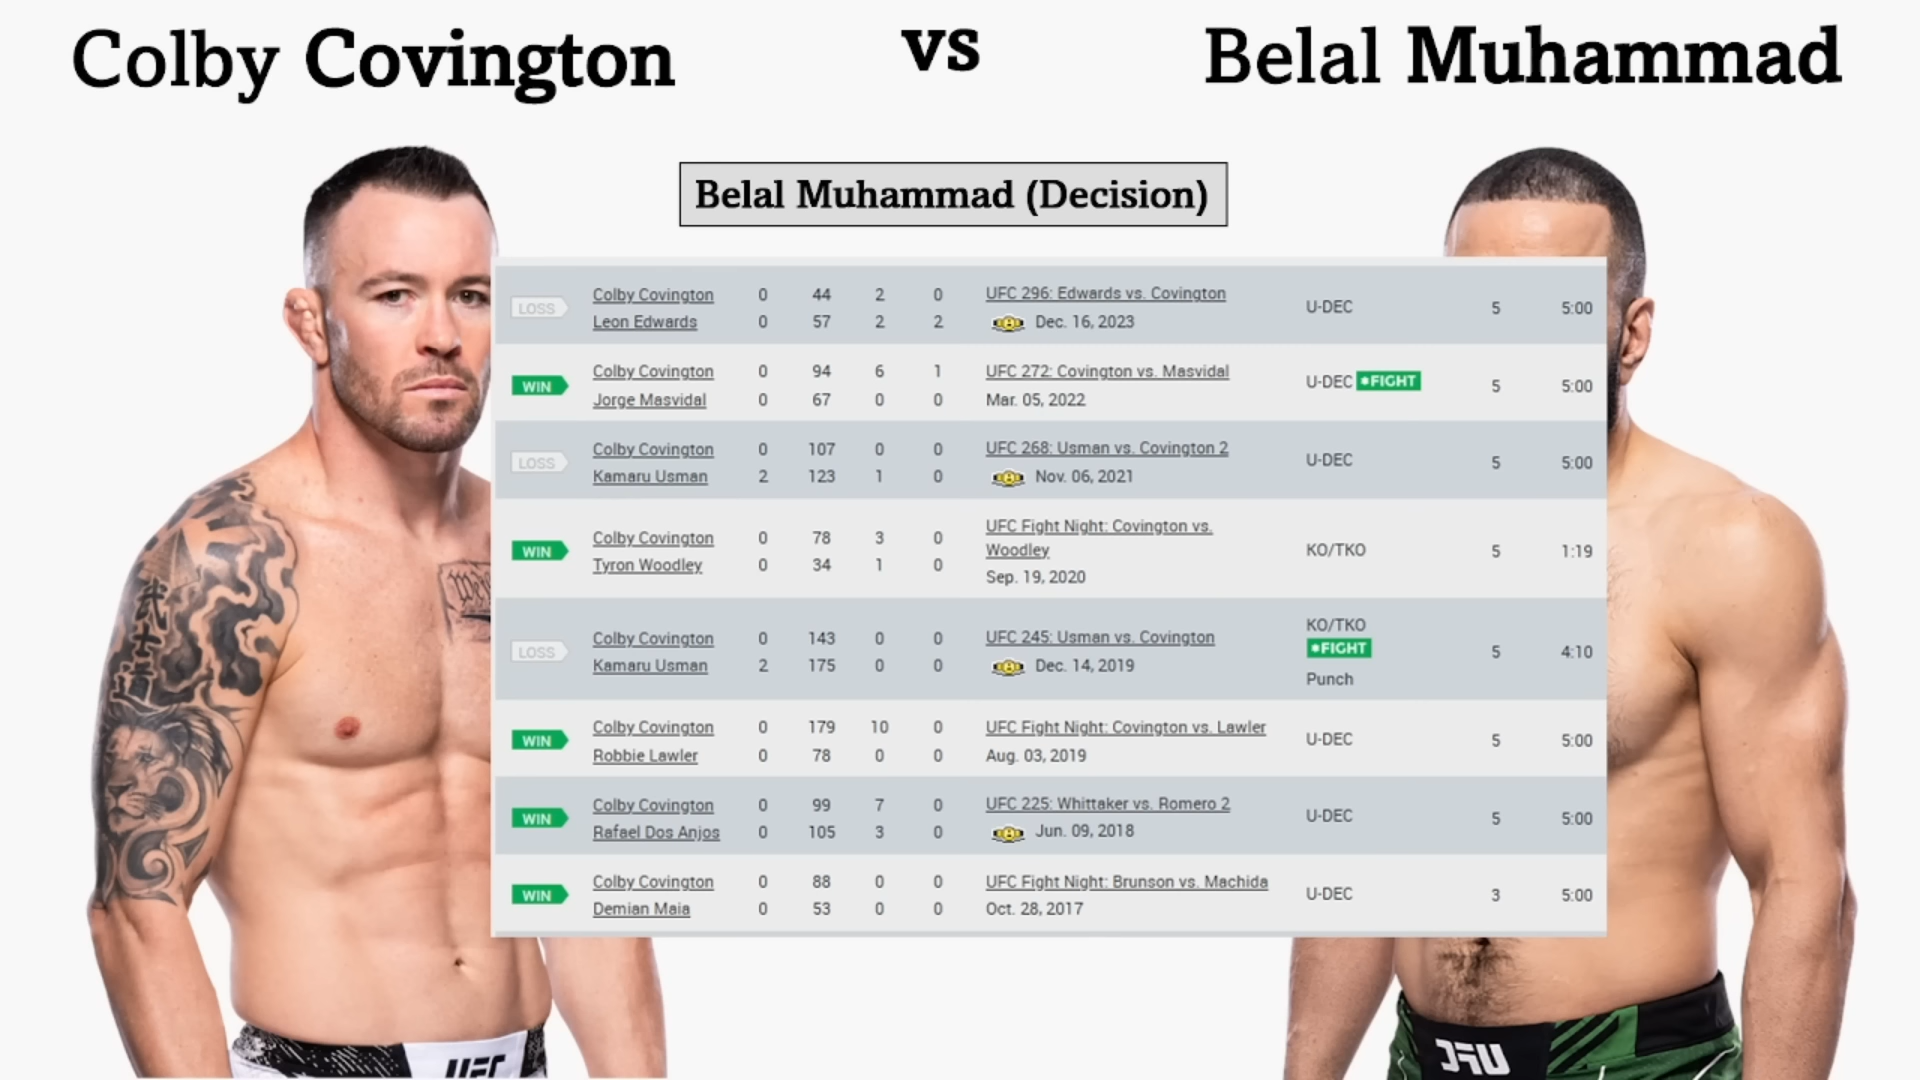 Colby Covington vs Belal Muhammad
Belal Muhammad (Decision)
LOSS Colby Covington 0 44 2 0 UFC 296: Edwards vs. Covington U-DEC 5 5:00
Leon Edwards 0 57 2 2 Dec. 16, 2023
WIN Colby Covington 0 94 6 1 UFC 272: Covington vs. Masvidal U-DEC FIGHT 5 5:00
Jorge Masvidal 0 67 0 0 Mar. 05, 2022
LOSS Colby Covington 0 107 0 0 UFC 268: Usman vs. Covington 2 U-DEC 5 5:00
Kamaru Usman 2 123 1 0 Nov. 06, 2021
WIN Colby Covington 0 78 3 0 UFC Fight Night: Covington vs. Woodley KO/TKO 5 1:19
Tyron Woodley 0 34 1 0 Sep. 19, 2020
LOSS Colby Covington 0 143 0 0 UFC 245: Usman vs. Covington KO/TKO FIGHT 5 4:10
Kamaru Usman 2 175 0 0 Dec. 14, 2019 Punch
WIN Colby Covington 0 179 10 0 UFC Fight Night: Covington vs. Lawler U-DEC 5 5:00
Robbie Lawler 0 78 0 0 Aug. 03, 2019
WIN Colby Covington 0 99 7 0 UFC 225: Whittaker vs. Romero 2 U-DEC 5 5:00
Rafael Dos Anjos 0 105 3 0 Jun. 09, 2018
WIN Colby Covington 0 88 0 0 UFC Fight Night: Brunson vs. Machida U-DEC 3 5:00
Demian Maia 0 53 0 0 Oct. 28, 2017
武士道
UFC